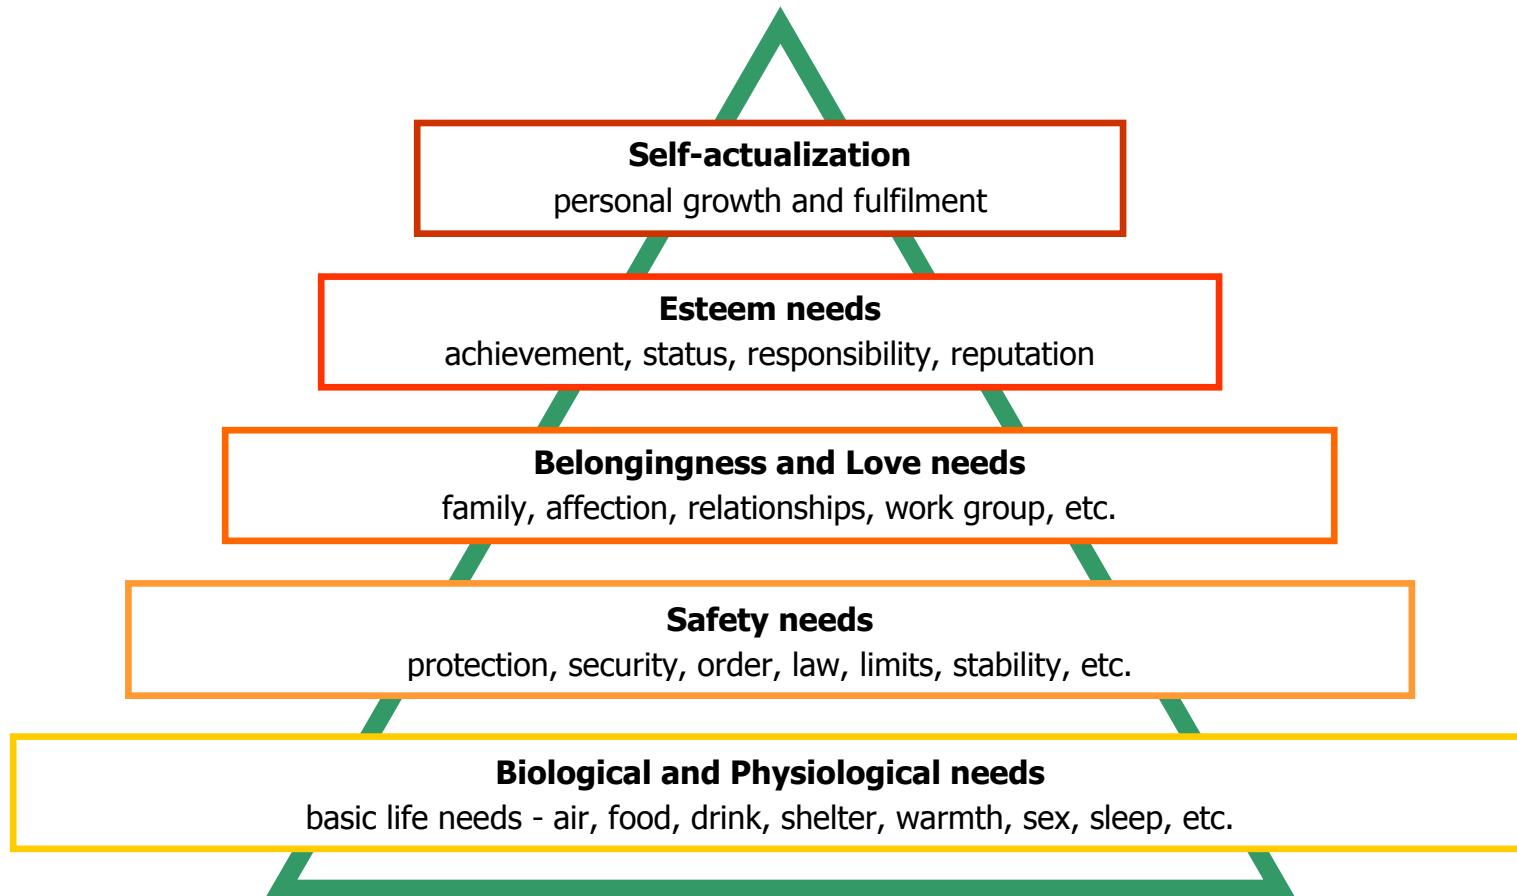 Self-actualization
personal growth and fulfilment
Esteem needs
achievement, status, responsibility, reputation
Belongingness and Love needs
family, affection, relationships, work group, etc.
Safety needs
protection, security, order, law, limits, stability, etc.
Biological and Physiological needs
basic life needs - air, food, drink, shelter, warmth, sex, sleep, etc.